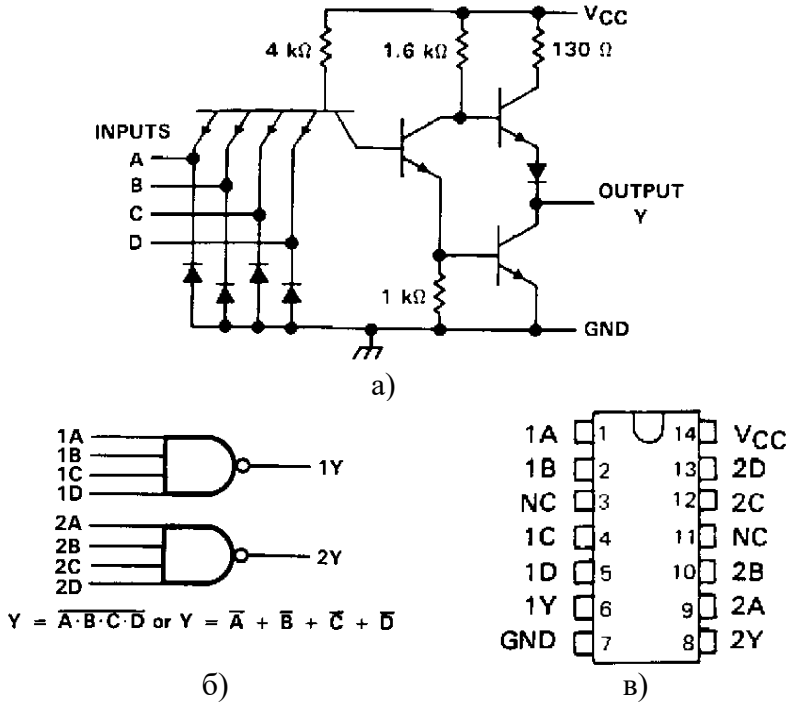 VCC
4 kΩ 1.6 kΩ 130 Ω
INPUTS
A
B
C
D
OUTPUT
Y
1 kΩ
GND
а)
1A
1B
1C
1D
1Y
2A
2B
2C
2D
2Y
Y = A̅·̅B̅·̅C̅·̅D̅ or Y = A̅ + B̅ + C̅ + D̅
б)
1A 1 14 VCC
1B 2 13 2D
NC 3 12 2C
1C 4 11 NC
1D 5 10 2B
1Y 6 9 2A
GND 7 8 2Y
в)